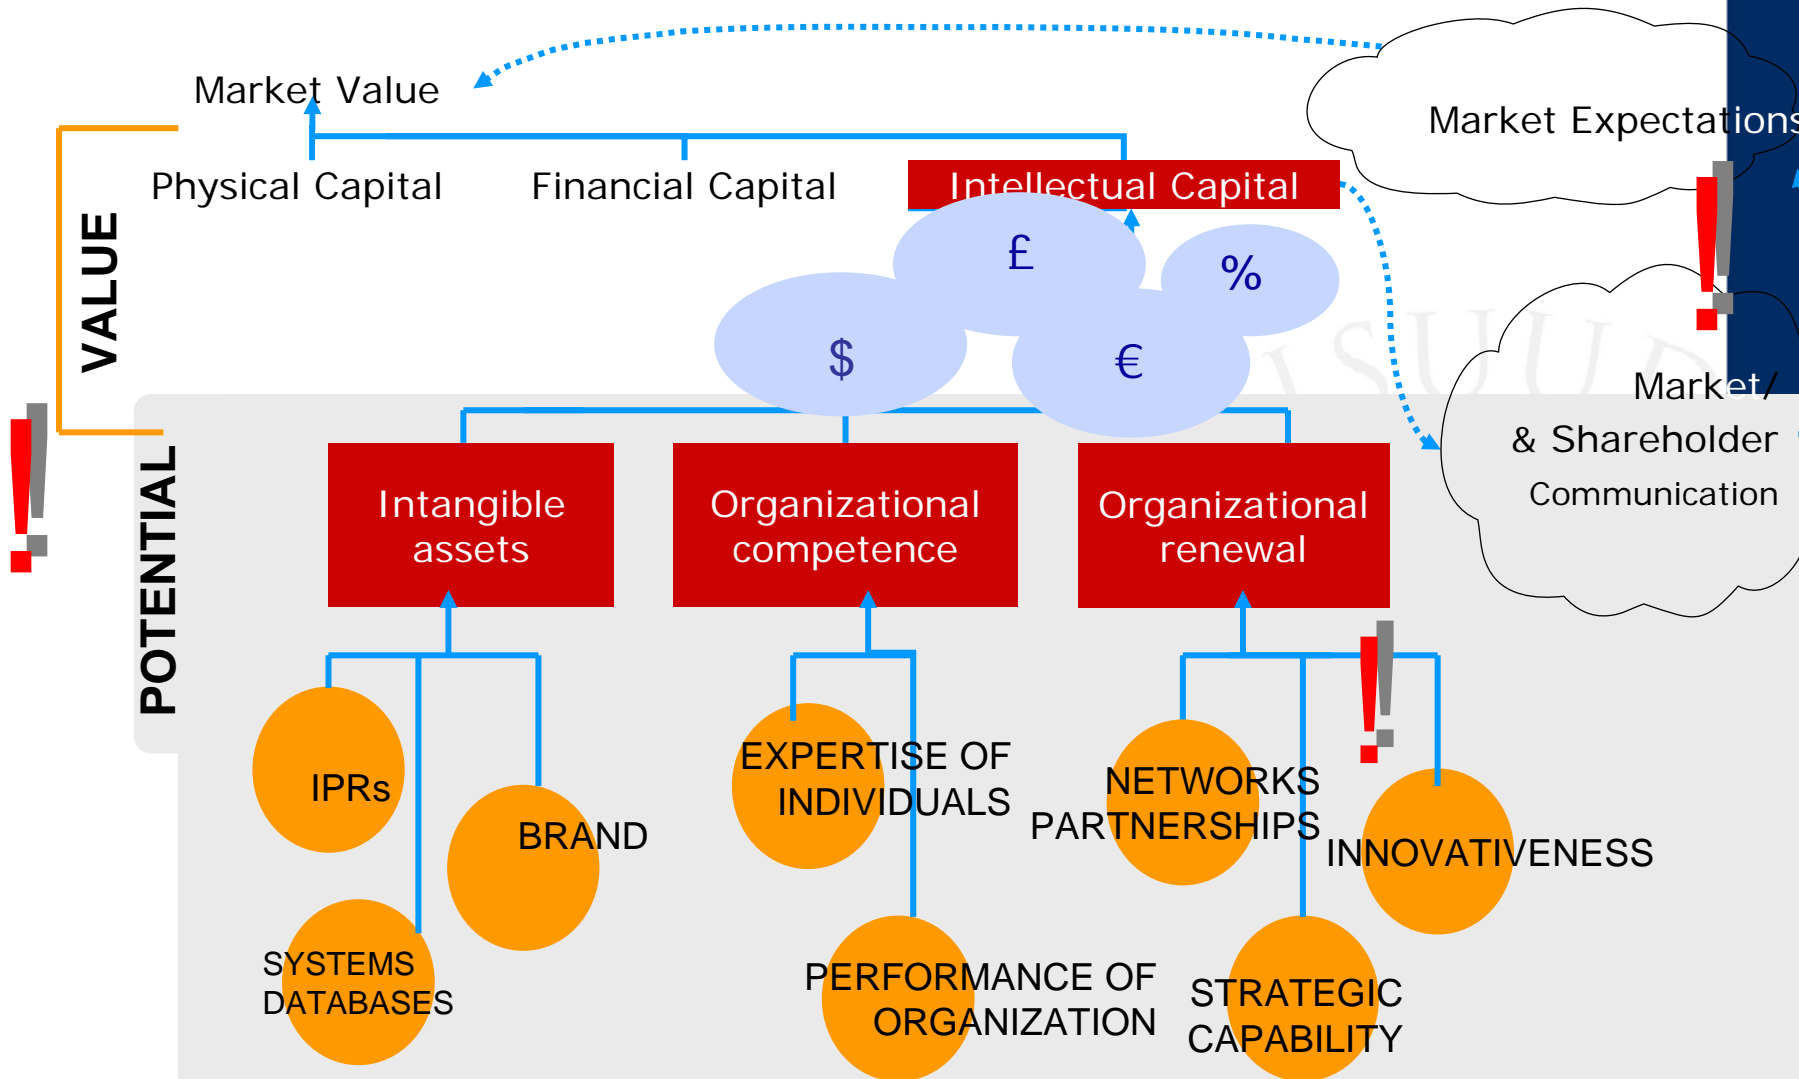 Market Value
Market Expectations
Physical Capital
Financial Capital
Intellectual Capital
VALUE
£
%
$
€
Market/
& Shareholder
Communication
POTENTIAL
Intangible
assets
Organizational
competence
Organizational
renewal
IPRs
BRAND
SYSTEMS
DATABASES
EXPERTISE OF
INDIVIDUALS
PERFORMANCE OF
ORGANIZATION
NETWORKS
PARTNERSHIPS
INNOVATIVENESS
STRATEGIC
CAPABILITY
!
!
!